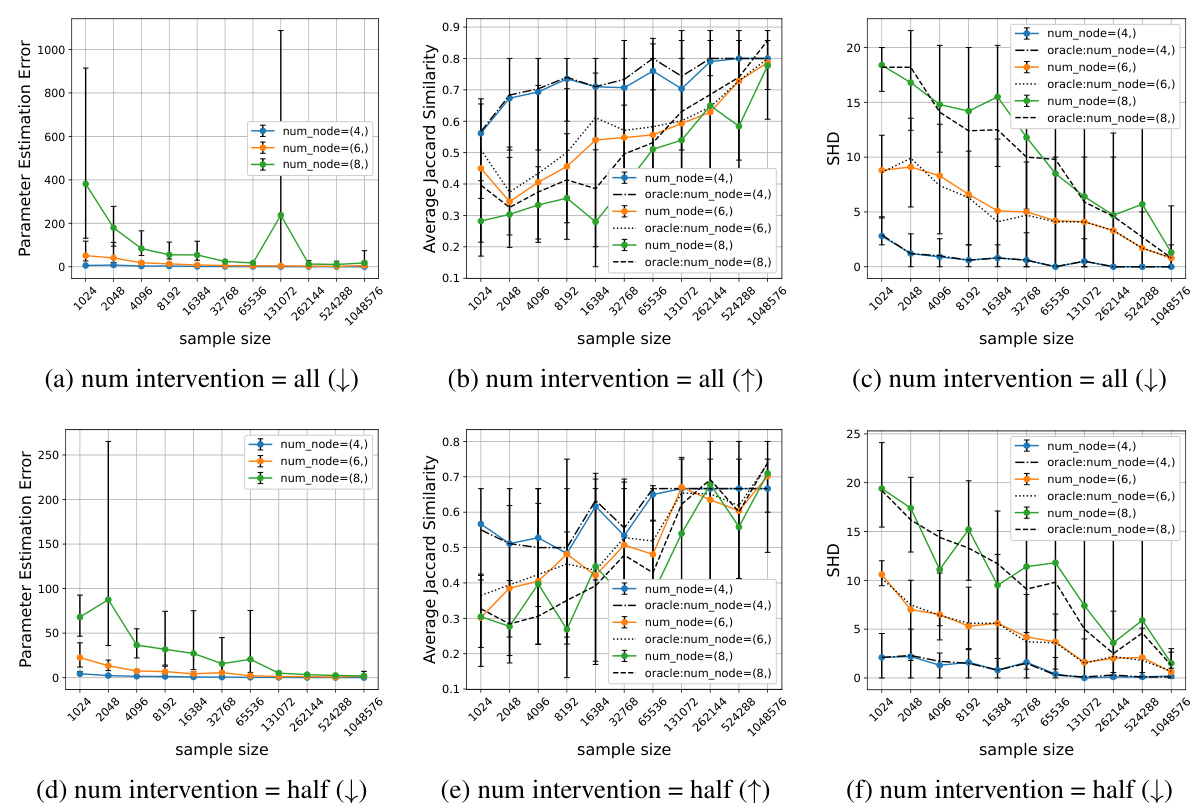 Parameter Estimation Error
1000
800
600
400
200
0
num_node=(4,)
num_node=(6,)
num_node=(8,)
1024
2048
4096
8192
16384
32768
65536
131072
262144
524288
1048576
sample size
(a) num intervention = all (↓)
Average Jaccard Similarity
0.9
0.8
0.7
0.6
0.5
0.4
0.3
0.2
0.1
num_node=(4,)
oracle:num_node=(4,)
num_node=(6,)
oracle:num_node=(6,)
num_node=(8,)
oracle:num_node=(8,)
1024
2048
4096
8192
16384
32768
65536
131072
262144
524288
1048576
sample size
(b) num intervention = all (↑)
SHD
20
15
10
5
0
num_node=(4,)
oracle:num_node=(4,)
num_node=(6,)
oracle:num_node=(6,)
num_node=(8,)
oracle:num_node=(8,)
1024
2048
4096
8192
16384
32768
65536
131072
262144
524288
1048576
sample size
(c) num intervention = all (↓)
Parameter Estimation Error
250
200
150
100
50
0
num_node=(4,)
num_node=(6,)
num_node=(8,)
1024
2048
4096
8192
16384
32768
65536
131072
262144
524288
1048576
sample size
(d) num intervention = half (↓)
Average Jaccard Similarity
0.8
0.7
0.6
0.5
0.4
0.3
0.2
0.1
num_node=(4,)
oracle:num_node=(4,)
num_node=(6,)
oracle:num_node=(6,)
num_node=(8,)
oracle:num_node=(8,)
1024
2048
4096
8192
16384
32768
65536
131072
262144
524288
1048576
sample size
(e) num intervention = half (↑)
SHD
25
20
15
10
5
0
num_node=(4,)
oracle:num_node=(4,)
num_node=(6,)
oracle:num_node=(6,)
num_node=(8,)
oracle:num_node=(8,)
1024
2048
4096
8192
16384
32768
65536
131072
262144
524288
1048576
sample size
(f) num intervention = half (↓)